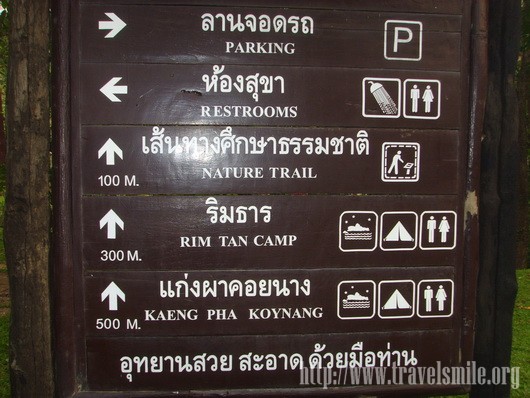 ลานจอดรถ
PARKING
P
ห้องสุขา
RESTROOMS
เส้นทางศึกษาธรรมชาติ
NATURE TRAIL
100 M.
ริมธาร
RIM TAN CAMP
300 M.
แก่งผาคอยนาง
KAENG PHA KOYNANG
500 M.
อุทยานสวย สะอาด ด้วยมือท่าน
http://www.travelsmile.org